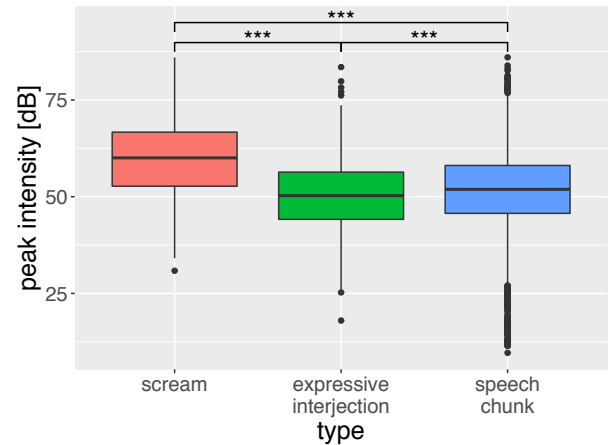 ***
***
***
peak intensity [dB]
75
50
25
scream
expressive
interjection
speech
chunk
type